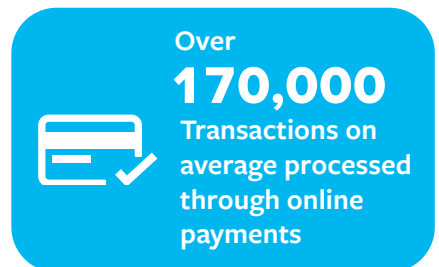 Over
170,000
Transactions on
average processed
through online
payments